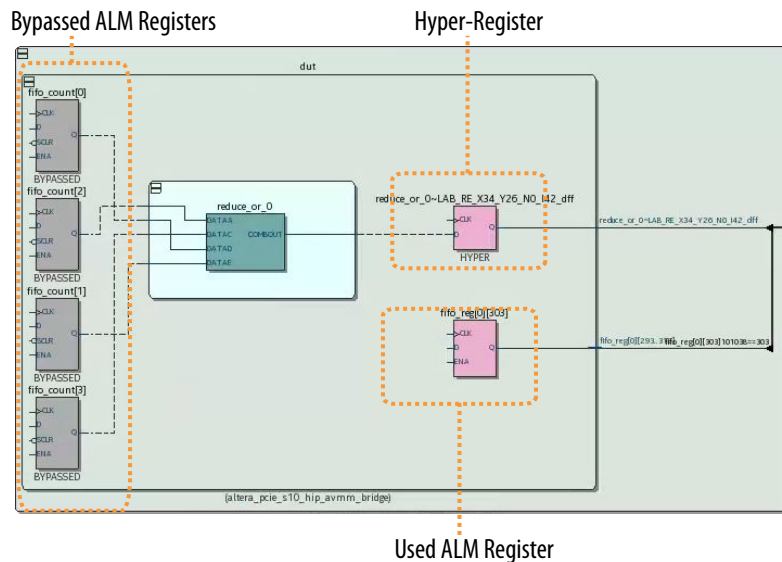 Bypassed ALM Registers
Hyper-Register
dut
fifo_count[0]
CLK
D
SCLR
ENA
Q
BYPASSED
fifo_count[2]
CLK
D
SCLR
ENA
Q
BYPASSED
fifo_count[1]
CLK
D
SCLR
ENA
Q
BYPASSED
fifo_count[3]
CLK
D
SCLR
ENA
Q
BYPASSED
reduce_or_0
DATAA
DATAC
DATAD
DATAE
COMBOUT
reduce_or_0~LAB_RE_X34_Y26_N0_I42_dff
CLK
D
Q
HYPER
reduce_or_0~LAB_RE_X34_Y26_N0_I42_dff
fifo_reg[0][303]
CLK
D
ENA
Q
(altera_pcie_s10_hip_avmm_bridge)
Used ALM Register